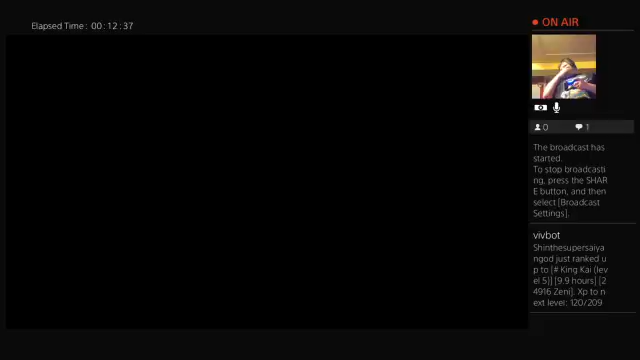 Elapsed Time: 00:12:37
ON AIR
0
1
The broadcast has
started.
To stop broadcasti
ng, press the SHAR
E button, and then
select [Broadcast
Settings].
vivbot
Shinthesupersaiya
ngod just ranked u
p to [# King Kai (lev
el 5)] [9.9 hours] [2
4916 Zeni]. Xp to n
ext level: 120/209